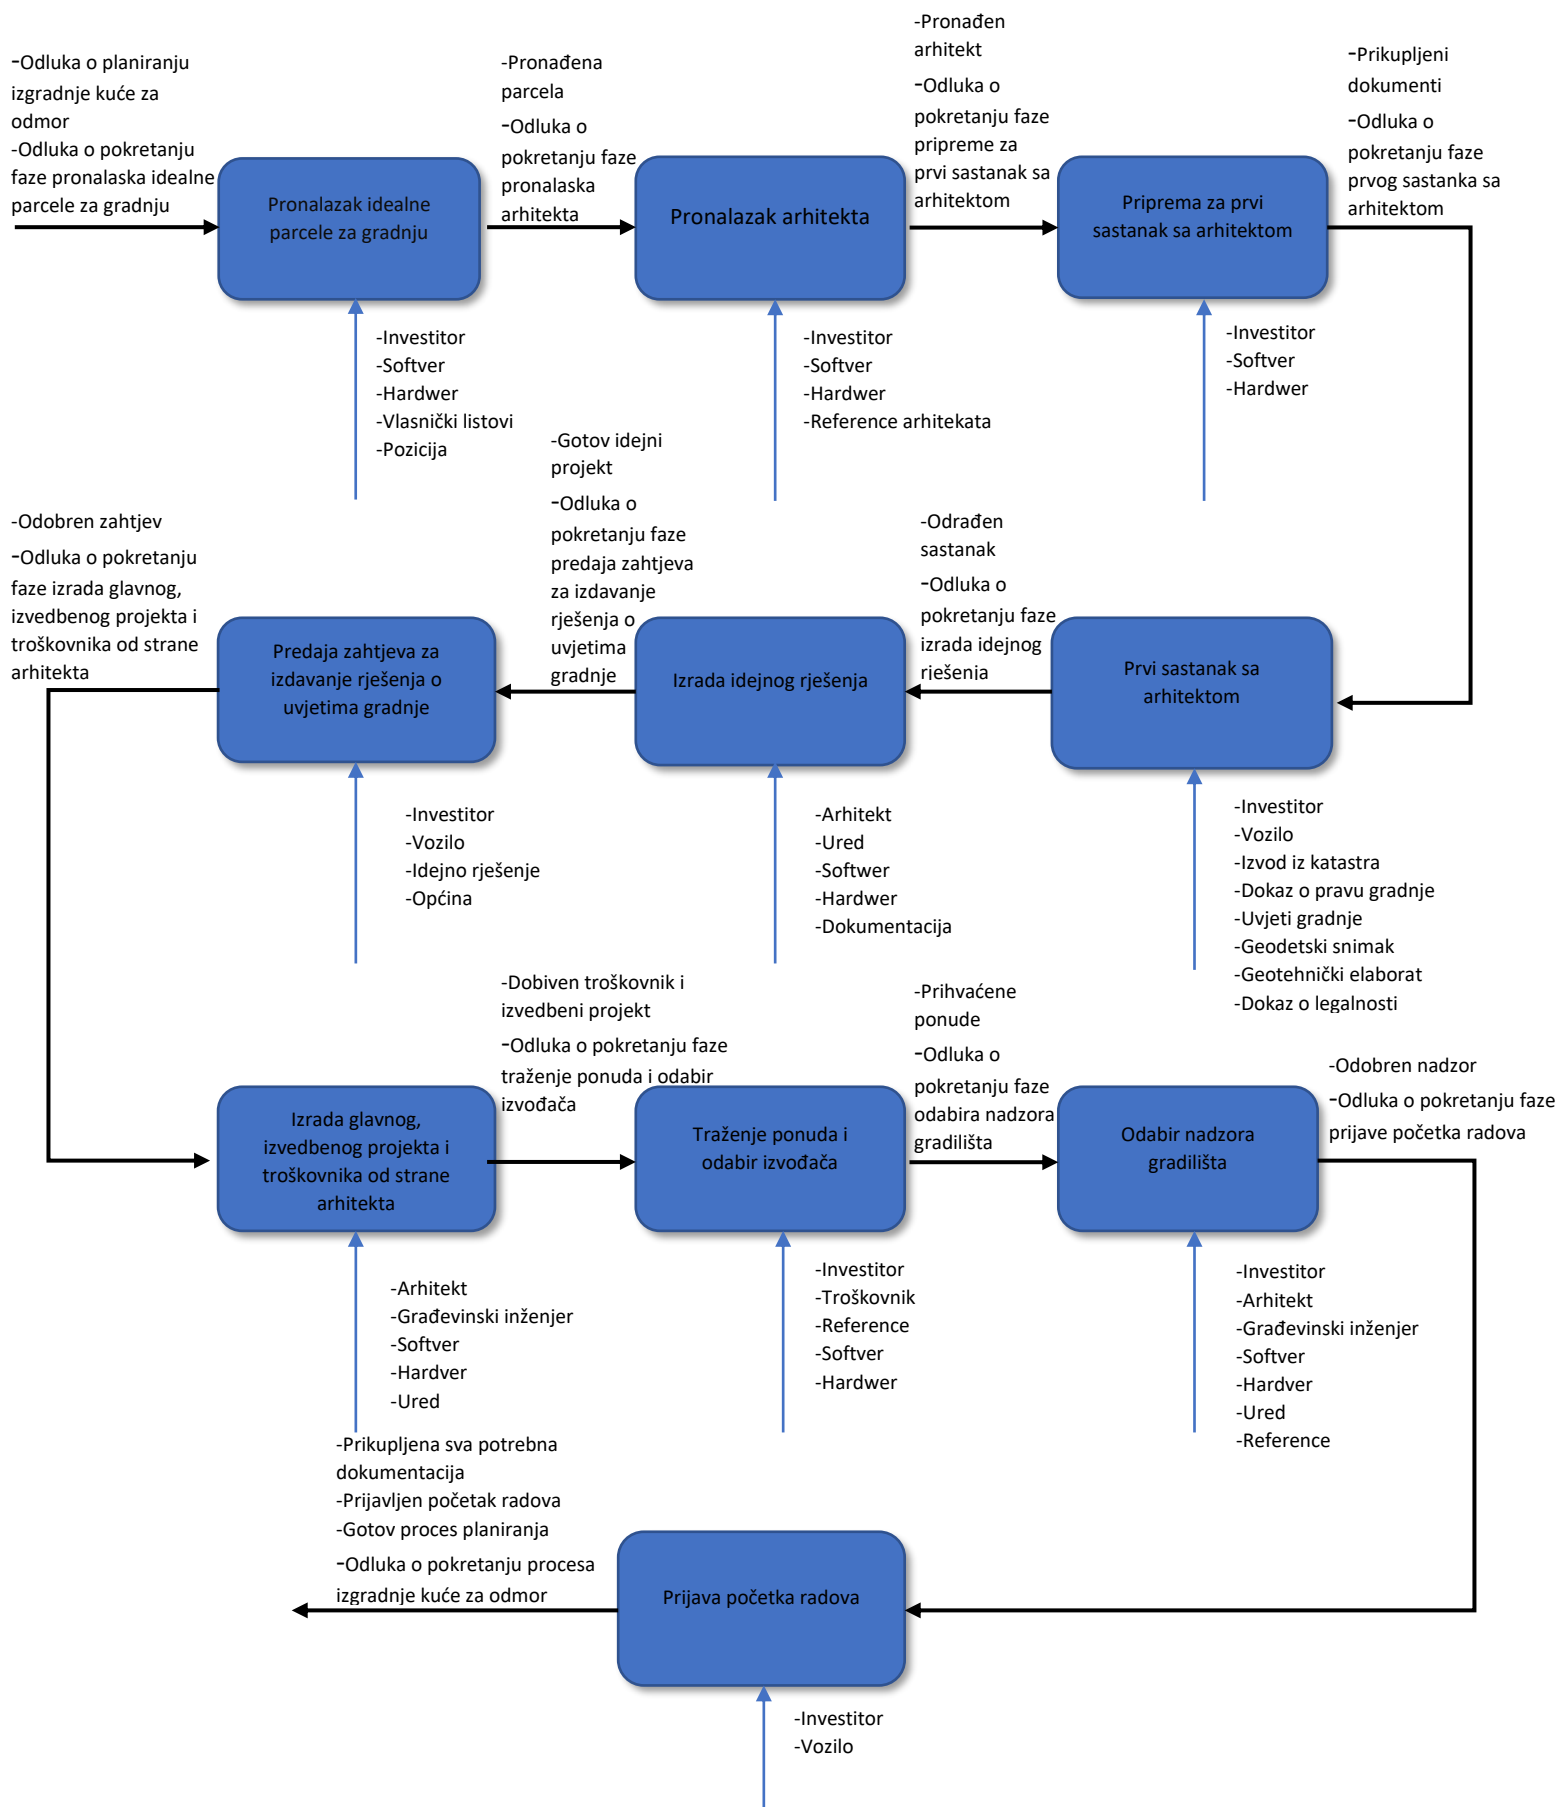 -Odluka o planiranju
izgradnje kuće za
odmor
-Odluka o pokretanju
faze pronalaska idealne
parcele za gradnju
Pronalazak idealne
parcele za gradnju
-Investitor
-Softver
-Hardwer
-Vlasnički listovi
-Pozicija
-Pronađena
parcela
-Odluka o
pokretanju faze
pronalaska
arhitekta
Pronalazak arhitekta
-Investitor
-Softver
-Hardwer
-Reference arhitekata
-Pronađen
arhitekt
-Odluka o
pokretanju faze
pripreme za
prvi sastanak sa
arhitektom
Priprema za prvi
sastanak sa arhitektom
-Investitor
-Softver
-Hardwer
-Prikupljeni
dokumenti
-Odluka o
pokretanju faze
prvog sastanka sa
arhitektom
Prvi sastanak sa
arhitektom
-Investitor
-Vozilo
-Izvod iz katastra
-Dokaz o pravu gradnje
-Uvjeti gradnje
-Geodetski snimak
-Geotehnički elaborat
-Dokaz o legalnosti
-Odrađen
sastanak
-Odluka o
pokretanju faze
izrada idejnog
rješenja
Izrada idejnog rješenja
-Arhitekt
-Ured
-Softwer
-Hardwer
-Dokumentacija
-Gotov idejni
projekt
-Odluka o
pokretanju faze
predaja zahtjeva
za izdavanje
rješenja o
uvjetima
gradnje
Predaja zahtjeva za
izdavanje rješenja o
uvjetima gradnje
-Investitor
-Vozilo
-Idejno rješenje
-Općina
-Odobren zahtjev
-Odluka o pokretanju
faze izrada glavnog,
izvedbenog projekta i
troškovnika od strane
arhitekta
Izrada glavnog,
izvedbenog projekta i
troškovnika od strane
arhitekta
-Arhitekt
-Građevinski inženjer
-Softver
-Hardver
-Ured
-Dobiven troškovnik i
izvedbeni projekt
-Odluka o pokretanju faze
traženje ponuda i odabir
izvođača
Traženje ponuda i
odabir izvođača
-Investitor
-Troškovnik
-Reference
-Softver
-Hardwer
-Prihvaćene
ponude
-Odluka o
pokretanju faze
odabira nadzora
gradilišta
Odabir nadzora
gradilišta
-Investitor
-Arhitekt
-Građevinski inženjer
-Softver
-Hardver
-Ured
-Reference
-Odobren nadzor
-Odluka o pokretanju faze
prijave početka radova
Prijava početka radova
-Investitor
-Vozilo
-Prikupljena sva potrebna
dokumentacija
-Prijavljen početak radova
-Gotov proces planiranja
-Odluka o pokretanju procesa
izgradnje kuće za odmor